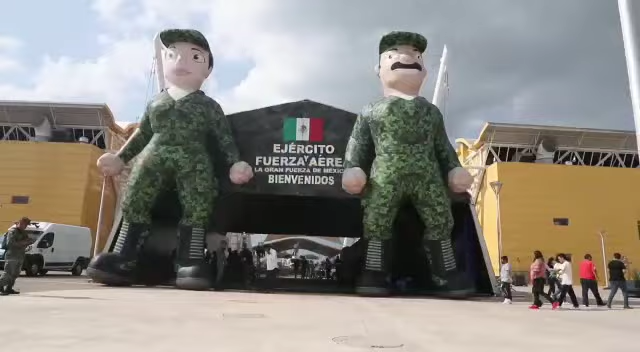 EJÉRCITO
Y
FUERZA AÉREA
LA GRAN FUERZA DE MÉXICO
BIENVENIDOS